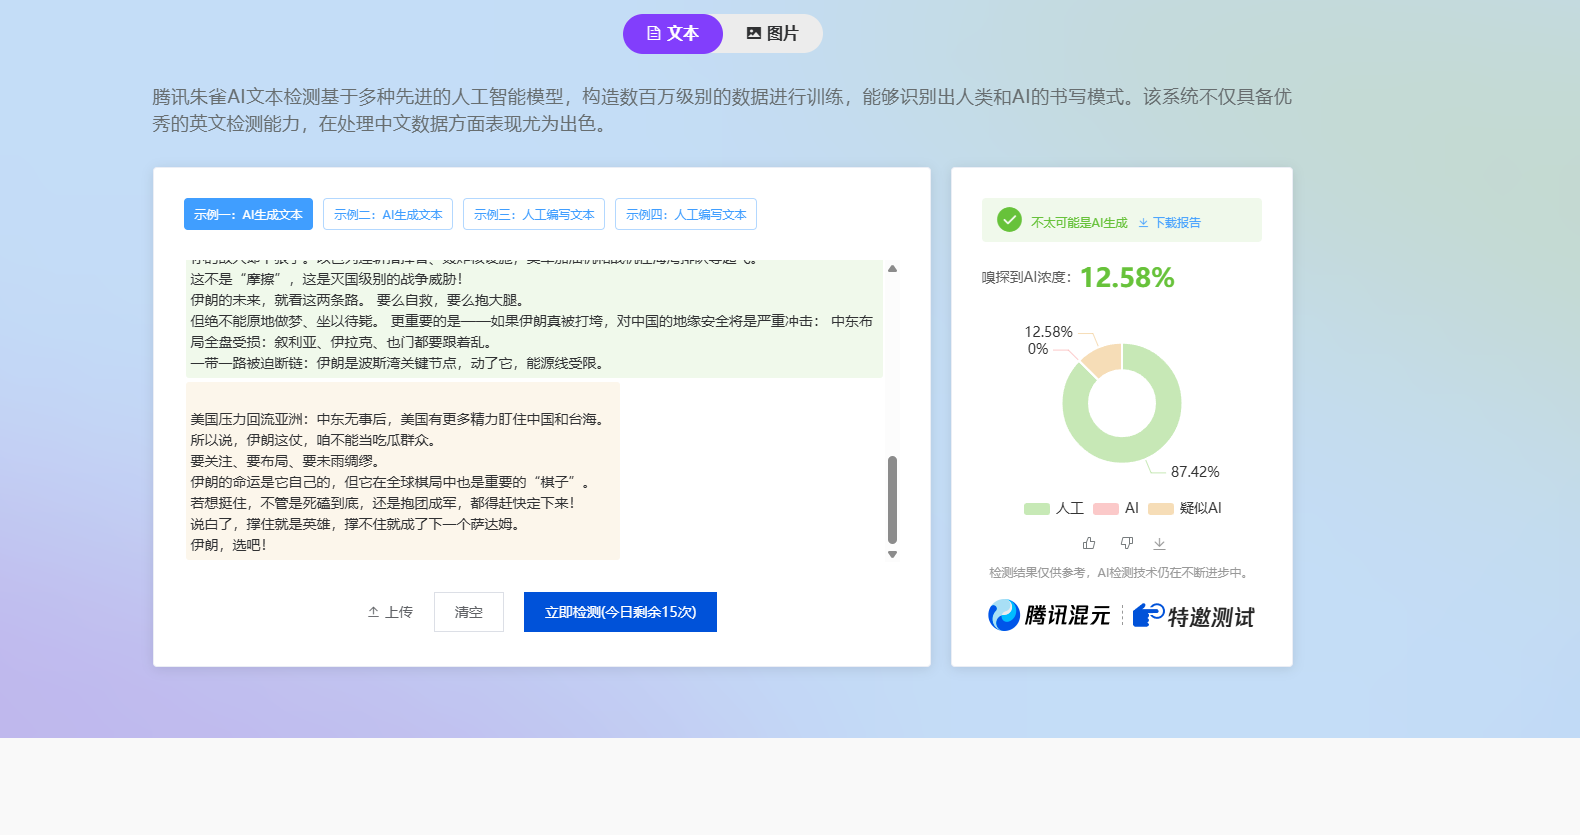 文本
图片
腾讯朱雀AI文本检测基于多种先进的人工智能模型，构造数百万级别的数据进行训练，能够识别出人类和AI的书写模式。该系统不仅具备优
秀的英文检测能力，在处理中文数据方面表现尤为出色。
示例一：AI生成文本
示例二：AI生成文本
示例三：人工编写文本
示例四：人工编写文本
这不是“摩擦”，这是灭国级别的战争威胁！
伊朗的未来，就看这两条路。 要么自救，要么抱大腿。
但绝不能原地做梦、坐以待毙。 更重要的是——如果伊朗真被打垮，对中国的地缘安全将是严重冲击： 中东布
局全盘受损：叙利亚、伊拉克、也门都要跟着乱。
一带一路被迫断链：伊朗是波斯湾关键节点，动了它，能源线受限。
美国压力回流亚洲：中东无事后，美国有更多精力盯住中国和台海。
所以说，伊朗这仗，咱不能当吃瓜群众。
要关注、要布局、要未雨绸缪。
伊朗的命运是它自己的，但它在全球棋局中也是重要的“棋子”。
若想挺住，不管是死磕到底，还是抱团成军，都得赶快定下来！
说白了，撑住就是英雄，撑不住就成了下一个萨达姆。
伊朗，选吧！
上传
清空
立即检测(今日剩余15次)
不太可能是AI生成
下载报告
嗅探到AI浓度：12.58%
12.58%
0%
87.42%
人工
AI
疑似AI
检测结果仅供参考，AI检测技术仍在不断进步中。
腾讯混元
特邀测试